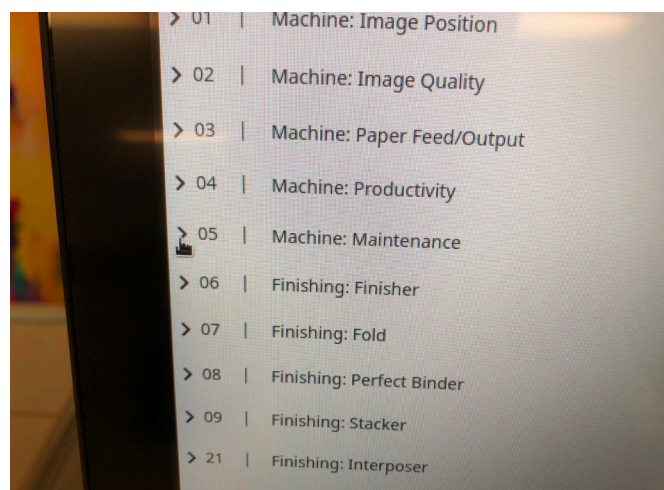 01 | Machine: Image Position
02 | Machine: Image Quality
03 | Machine: Paper Feed/Output
04 | Machine: Productivity
05 | Machine: Maintenance
06 | Finishing: Finisher
07 | Finishing: Fold
08 | Finishing: Perfect Binder
09 | Finishing: Stacker
21 | Finishing: Interposer